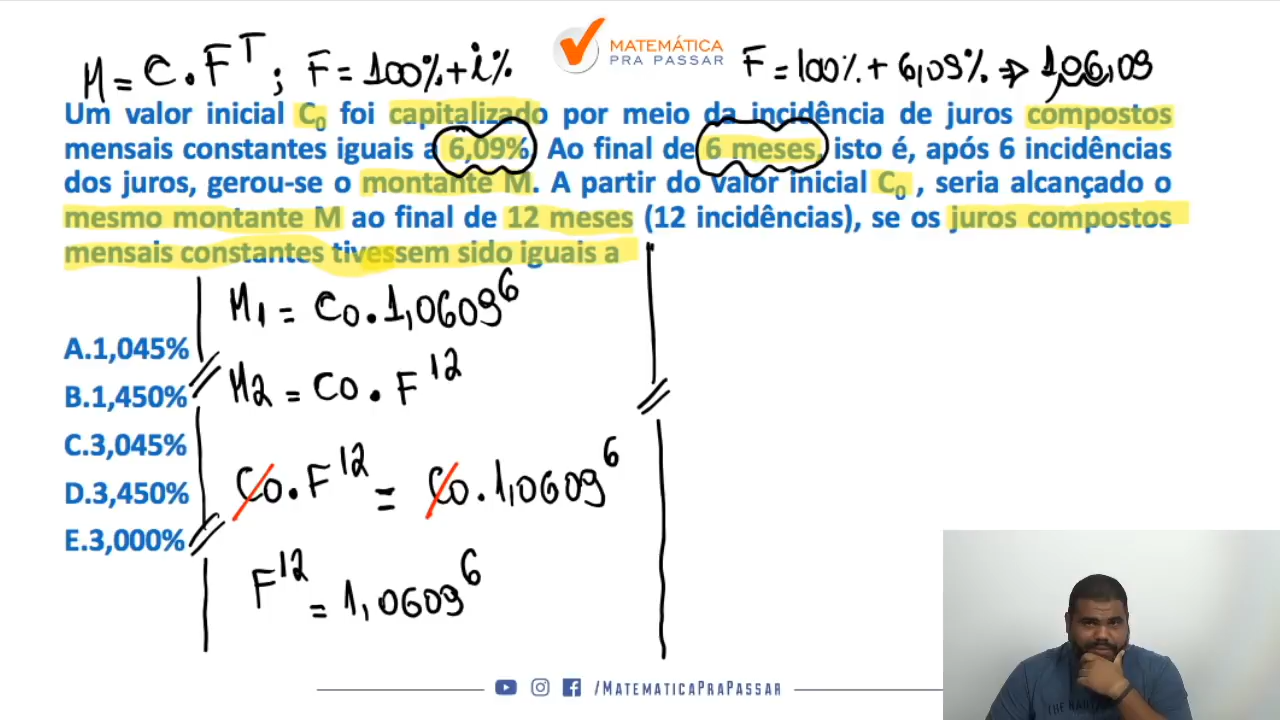 M = C . F^T ; F = 100% + i%
MATEMÁTICA
PRA PASSAR
F = 100% + 6,09% ⇒ 1,06,09
Um valor inicial C₀ foi capitalizado por meio da incidência de juros compostos
mensais constantes iguais a 6,09%. Ao final de 6 meses, isto é, após 6 incidências
dos juros, gerou-se o montante M. A partir do valor inicial C₀ , seria alcançado o
mesmo montante M ao final de 12 meses (12 incidências), se os juros compostos
mensais constantes tivessem sido iguais a
A.1,045%
B.1,450%
C.3,045%
D.3,450%
E.3,000%
M1 = C0 . 1,0609^6
M2 = C0 . F^12
C0 . F^12 = C0 . 1,0609^6
F^12 = 1,0609^6
/MATEMATICAPRAPASSAR